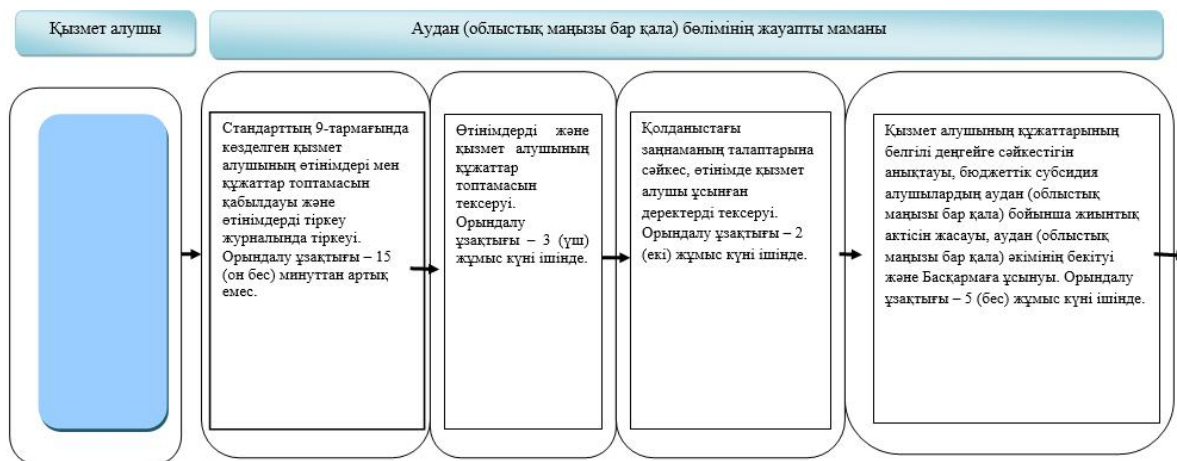 Қызмет алушы
Аудан (облыстық маңызы бар қала) бөлімінің жауапты маманы
Стандарттың 9-тармағында
көзделген қызмет
алушының өтінімдері мен
құжаттар топтамасын
қабылдауы және
өтінімдерді тіркеу
журналында тіркеуі.
Орындалу ұзақтығы – 15
(он бес) минуттан артық
емес.
Өтінімдерді және
қызмет алушының
құжаттар
топтамасын
тексеруі.
Орындалу
ұзақтығы – 3 (үш)
жұмыс күні ішінде.
Қолданыстағы
заңнаманың талаптарына
сәйкес, өтінімде қызмет
алушы ұсынған
деректерді тексеруі.
Орындалу ұзақтығы – 2
(екі) жұмыс күні ішінде.
Қызмет алушының құжаттарының
белгілі деңгейге сәйкестігін
анықтауы, бюджеттік субсидия
алушылардың аудан (облыстық
маңызы бар қала) бойынша жиынтық
актісін жасауы, аудан (облыстық
маңызы бар қала) әкімінің бекітуі
және Басқармаға ұсынуы. Орындалу
ұзақтығы – 5 (бес) жұмыс күні ішінде.